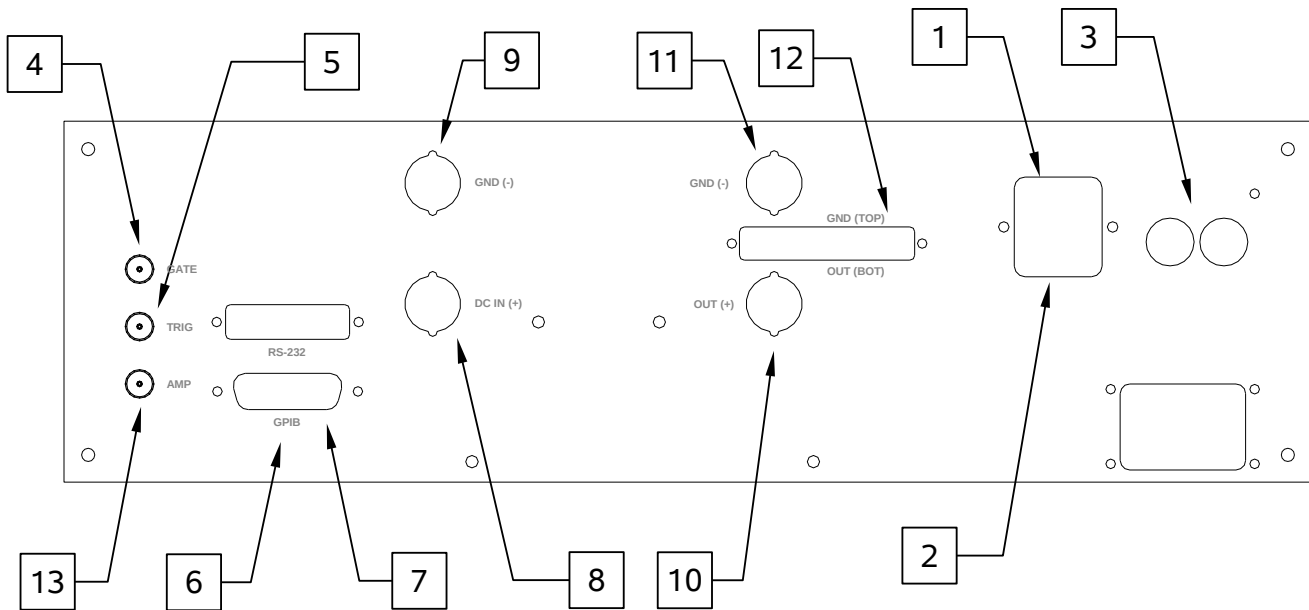 1
3
4
5
9
11
12
GND (-)
GND (-)
GND (TOP)
GATE
OUT (BOT)
DC IN (+)
OUT (+)
TRIG
RS-232
AMP
GPIB
2
13
6
7
8
10